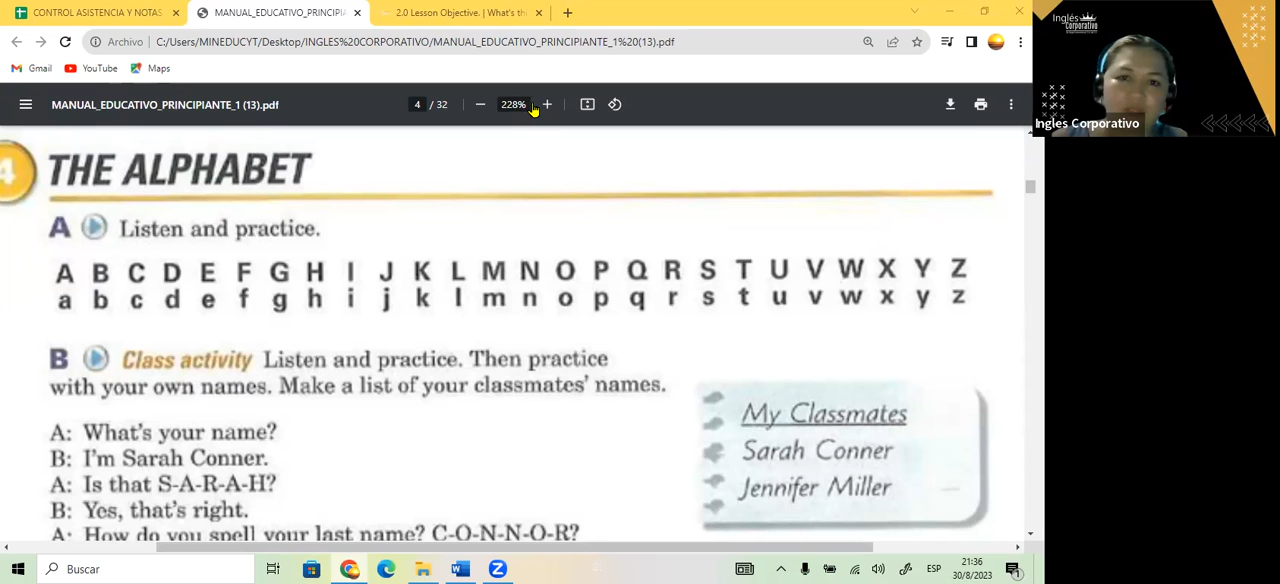 CONTROL ASISTENCIA Y NOTAS
MANUAL_EDUCATIVO_PRINCIPIA
2.0 Lesson Objective. | What's th
Archivo
C:/Users/MINEDUCYT/Desktop/INGLES%20CORPORATIVO/MANUAL_EDUCATIVO_PRINCIPIANTE_1%20(13).pdf
Gmail
YouTube
Maps
MANUAL_EDUCATIVO_PRINCIPIANTE_1 (13).pdf
4 / 32
228%
Inglés
Corporativo
Ingles Corporativo
4 THE ALPHABET
A Listen and practice.
A B C D E F G H I J K L M N O P Q R S T U V W X Y Z
a b c d e f g h i j k l m n o p q r s t u v w x y z
B Class activity Listen and practice. Then practice
with your own names. Make a list of your classmates' names.
A: What's your name?
B: I'm Sarah Conner.
A: Is that S-A-R-A-H?
B: Yes, that's right.
A: How do you spell your last name? C-O-N-N-O-R?
My Classmates
Sarah Conner
Jennifer Miller
Buscar
ESP
21:36
30/8/2023